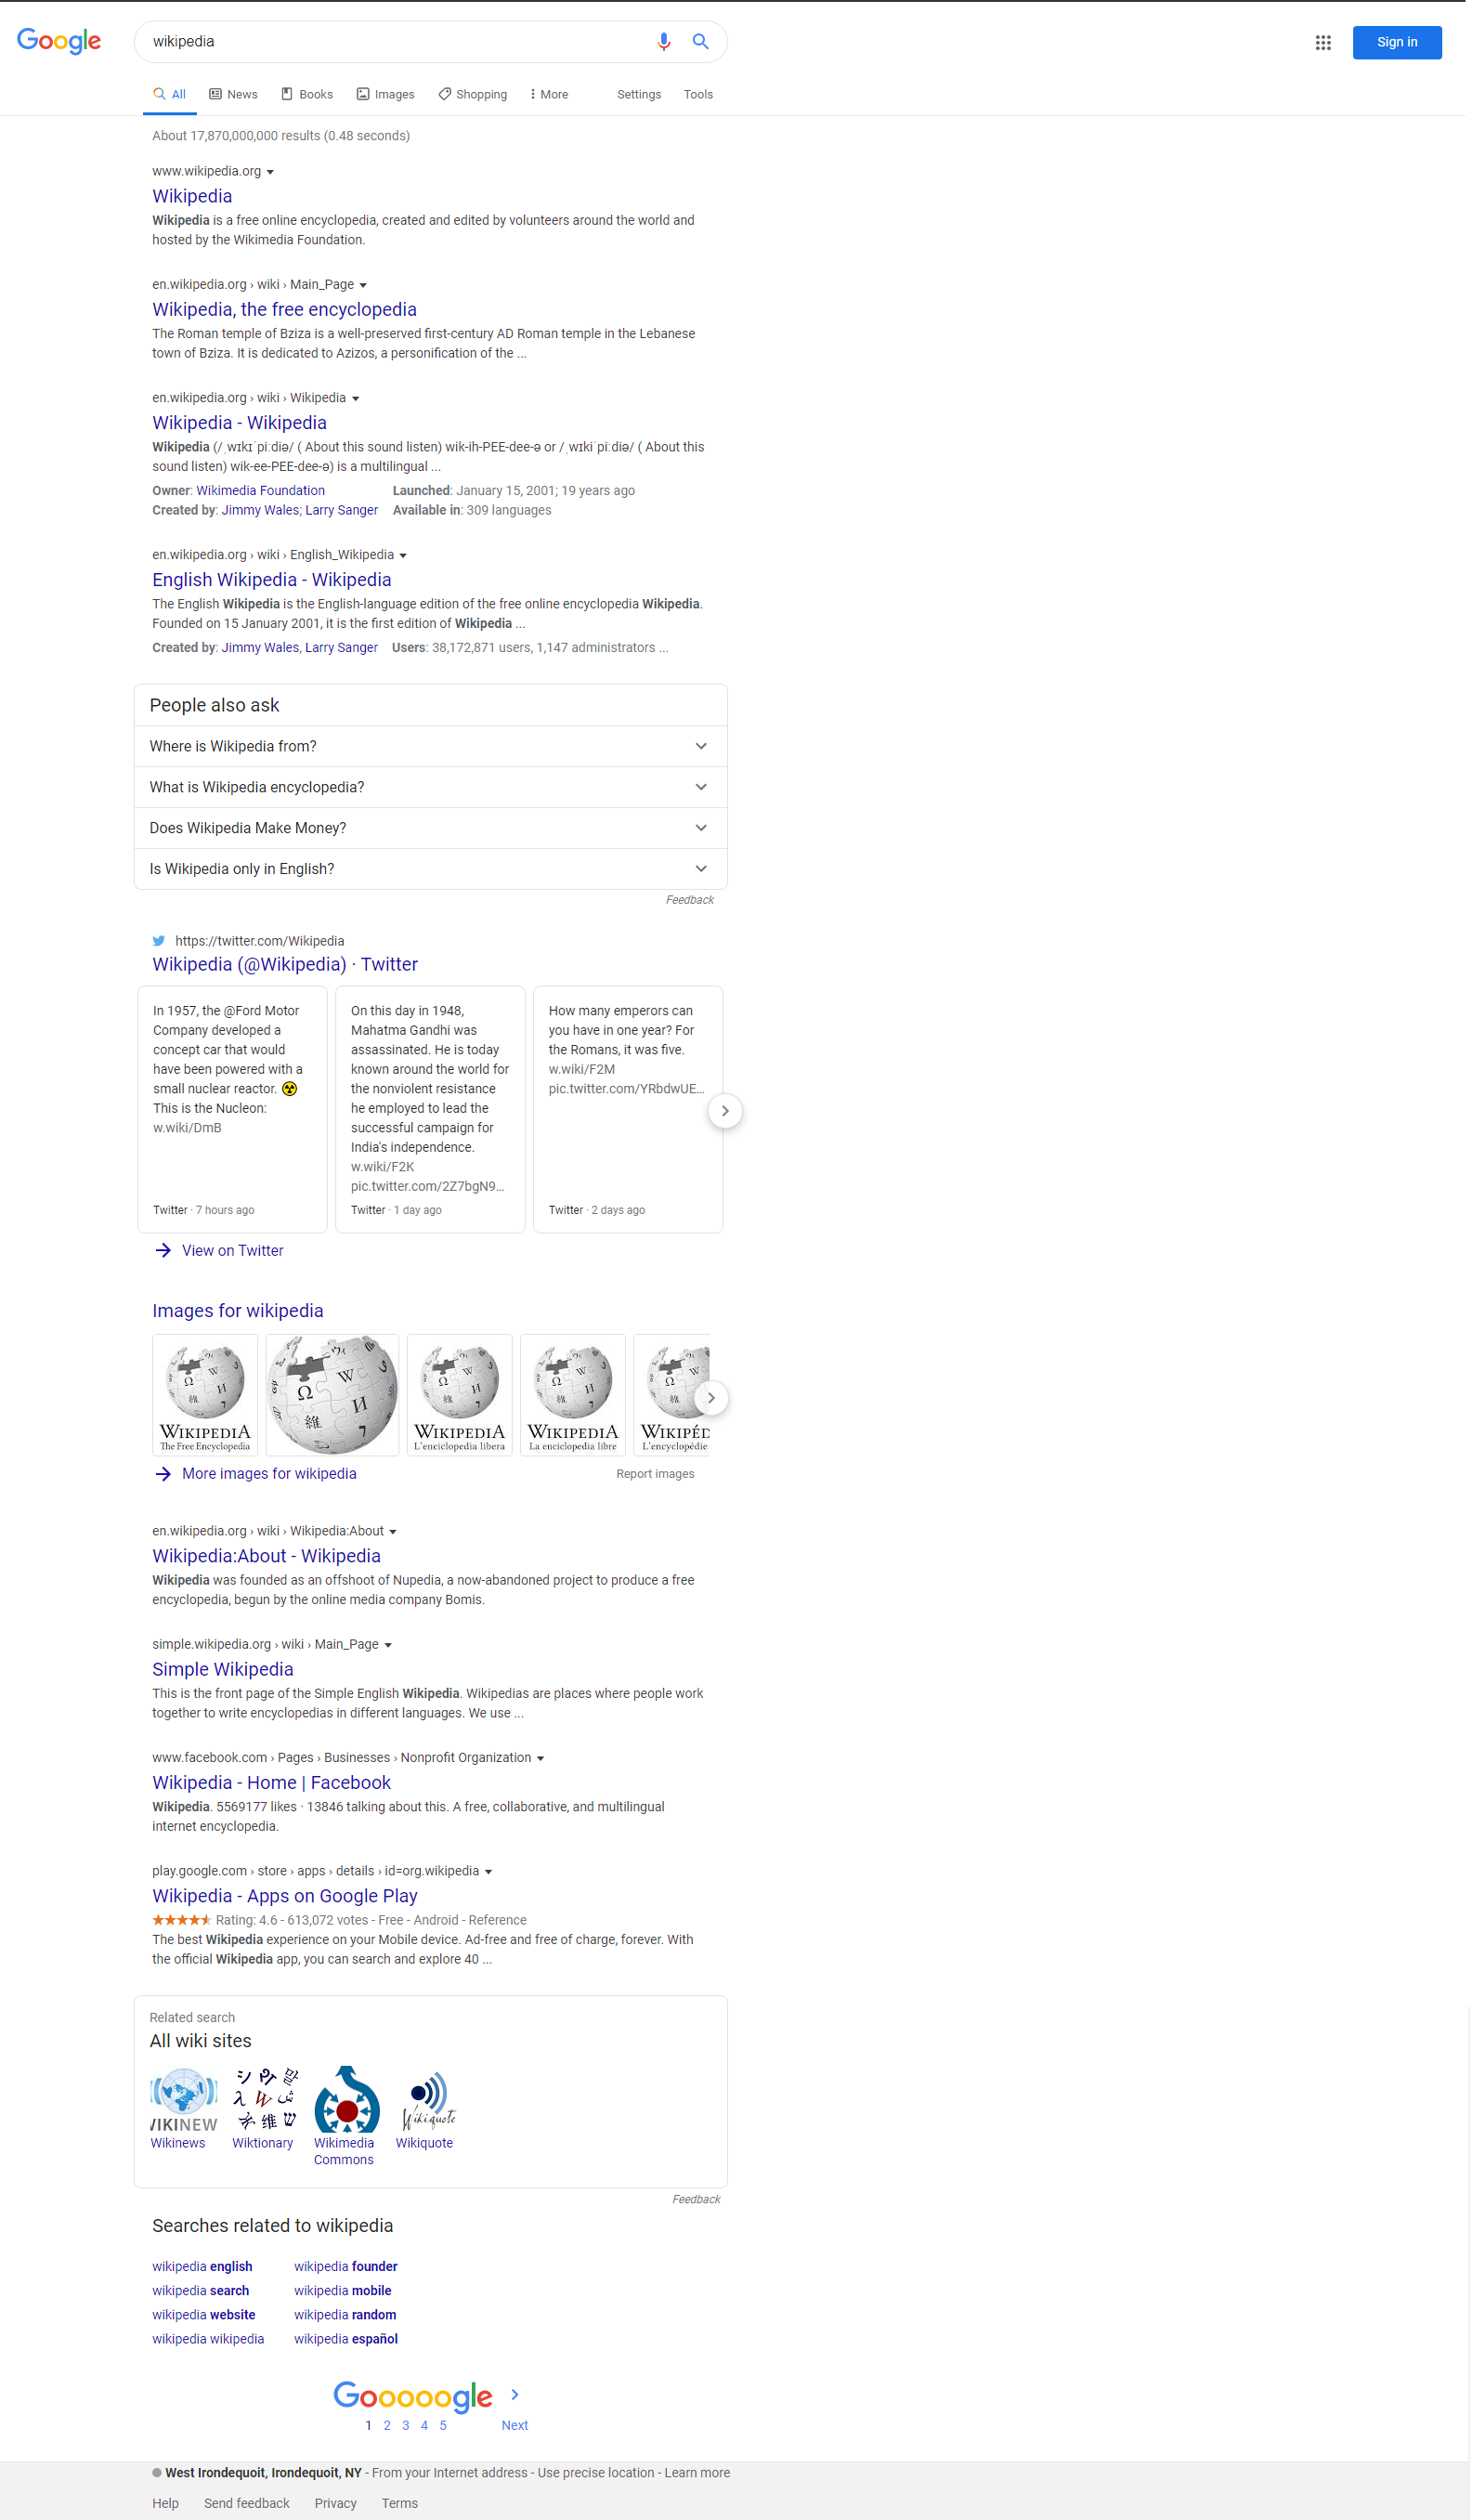 Google
wikipedia
Sign in
All News Books Images Shopping More Settings Tools
About 17,870,000,000 results (0.48 seconds)
www.wikipedia.org
Wikipedia
Wikipedia is a free online encyclopedia, created and edited by volunteers around the world and
hosted by the Wikimedia Foundation.
en.wikipedia.org › wiki › Main_Page
Wikipedia, the free encyclopedia
The Roman temple of Bziza is a well-preserved first-century AD Roman temple in the Lebanese
town of Bziza. It is dedicated to Azizos, a personification of the ...
en.wikipedia.org › wiki › Wikipedia
Wikipedia - Wikipedia
Wikipedia (/ˌwɪkɪˈpiːdiə/ ( About this sound listen) wik-ih-PEE-dee-ə or /ˌwɪkiˈpiːdiə/ ( About this
sound listen) wik-ee-PEE-dee-ə) is a multilingual ...
Owner: Wikimedia Foundation Launched: January 15, 2001; 19 years ago
Created by: Jimmy Wales; Larry Sanger Available in: 309 languages
en.wikipedia.org › wiki › English_Wikipedia
English Wikipedia - Wikipedia
The English Wikipedia is the English-language edition of the free online encyclopedia Wikipedia.
Founded on 15 January 2001, it is the first edition of Wikipedia ...
Created by: Jimmy Wales, Larry Sanger Users: 38,172,871 users, 1,147 administrators ...
People also ask
Where is Wikipedia from?
What is Wikipedia encyclopedia?
Does Wikipedia Make Money?
Is Wikipedia only in English?
Feedback
https://twitter.com/Wikipedia
Wikipedia (@Wikipedia) · Twitter
In 1957, the @Ford Motor
Company developed a
concept car that would
have been powered with a
small nuclear reactor. ☢
This is the Nucleon:
w.wiki/DmB
Twitter · 7 hours ago
On this day in 1948,
Mahatma Gandhi was
assassinated. He is today
known around the world for
the nonviolent resistance
he employed to lead the
successful campaign for
India's independence.
w.wiki/F2K
pic.twitter.com/2Z7bgN9...
Twitter · 1 day ago
How many emperors can
you have in one year? For
the Romans, it was five.
w.wiki/F2M
pic.twitter.com/YRbdwUE...
Twitter · 2 days ago
View on Twitter
Images for wikipedia
WIKIPEDIA
The Free Encyclopedia
WIKIPEDIA
L'enciclopedia libera
WIKIPEDIA
La enciclopedia libre
WIKIPÉD
L'encyclopédie
More images for wikipedia Report images
en.wikipedia.org › wiki › Wikipedia:About
Wikipedia:About - Wikipedia
Wikipedia was founded as an offshoot of Nupedia, a now-abandoned project to produce a free
encyclopedia, begun by the online media company Bomis.
simple.wikipedia.org › wiki › Main_Page
Simple Wikipedia
This is the front page of the Simple English Wikipedia. Wikipedias are places where people work
together to write encyclopedias in different languages. We use ...
www.facebook.com › Pages › Businesses › Nonprofit Organization
Wikipedia - Home | Facebook
Wikipedia. 5569177 likes · 13846 talking about this. A free, collaborative, and multilingual
internet encyclopedia.
play.google.com › store › apps › details › id=org.wikipedia
Wikipedia - Apps on Google Play
Rating: 4.6 - 613,072 votes - Free - Android - Reference
The best Wikipedia experience on your Mobile device. Ad-free and free of charge, forever. With
the official Wikipedia app, you can search and explore 40 ...
Related search
All wiki sites
VIKINEW
Wikiquote
Wikinews Wiktionary Wikimedia Wikiquote
Commons
Feedback
Searches related to wikipedia
wikipedia english wikipedia founder
wikipedia search wikipedia mobile
wikipedia website wikipedia random
wikipedia wikipedia wikipedia español
Gooooogle
1 2 3 4 5 Next
West Irondequoit, Irondequoit, NY - From your Internet address - Use precise location - Learn more
Help Send feedback Privacy Terms